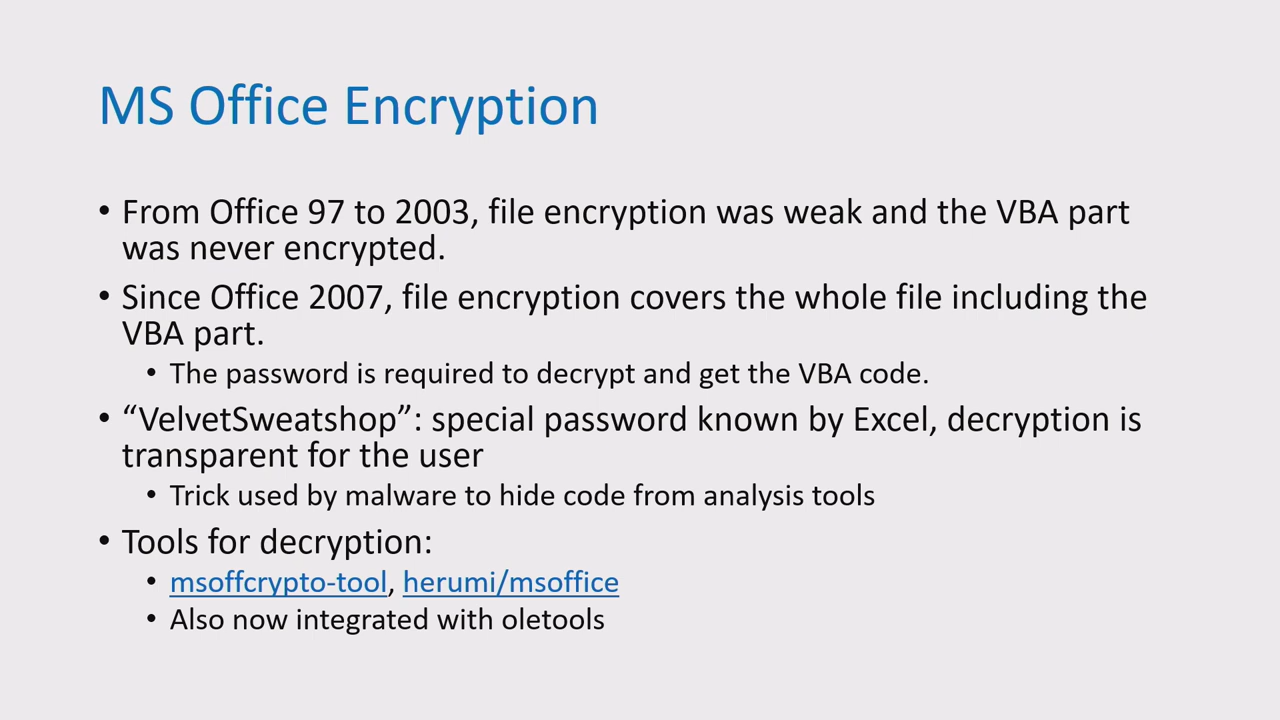 MS Office Encryption
• From Office 97 to 2003, file encryption was weak and the VBA part
was never encrypted.
• Since Office 2007, file encryption covers the whole file including the
VBA part.
• The password is required to decrypt and get the VBA code.
• “VelvetSweatshop”: special password known by Excel, decryption is
transparent for the user
• Trick used by malware to hide code from analysis tools
• Tools for decryption:
• msoffcrypto-tool, herumi/msoffice
• Also now integrated with oletools